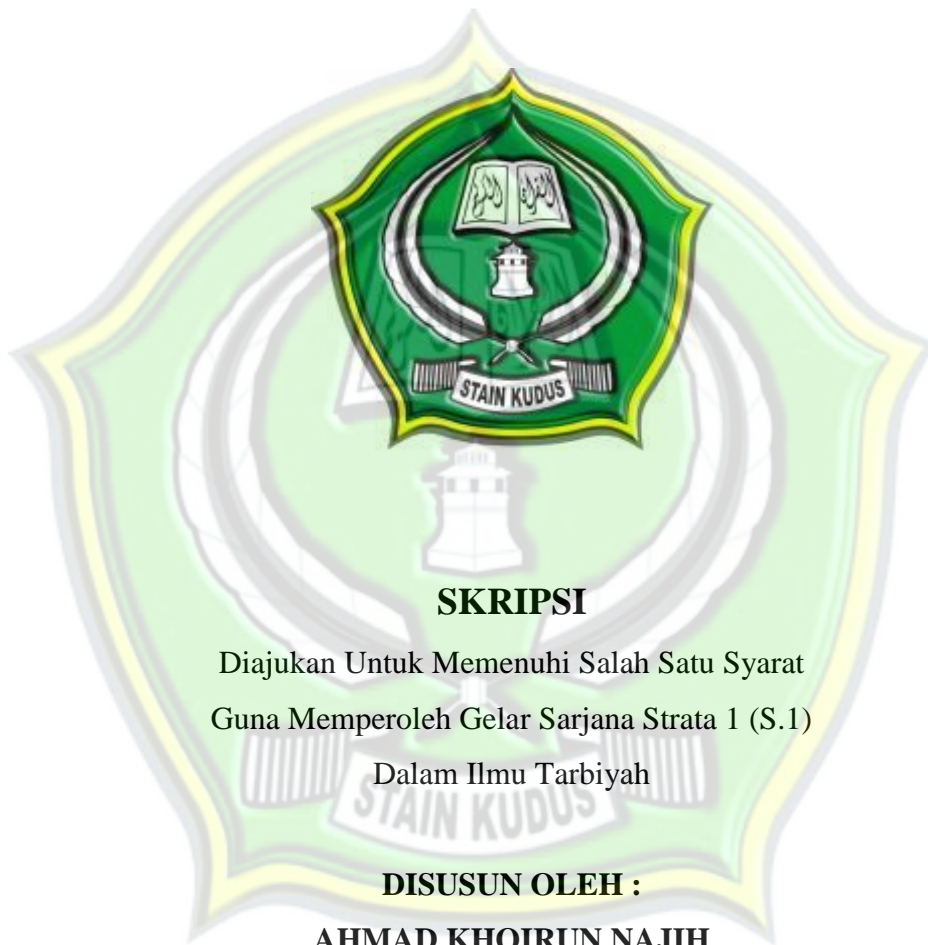 STAIN KUDUS
SKRIPSI
Diajukan Untuk Memenuhi Salah Satu Syarat
Guna Memperoleh Gelar Sarjana Strata 1 (S.1)
Dalam Ilmu Tarbiyah
STAIN KUDUS
DISUSUN OLEH :
AHMAD KHOIRUN NAJIH